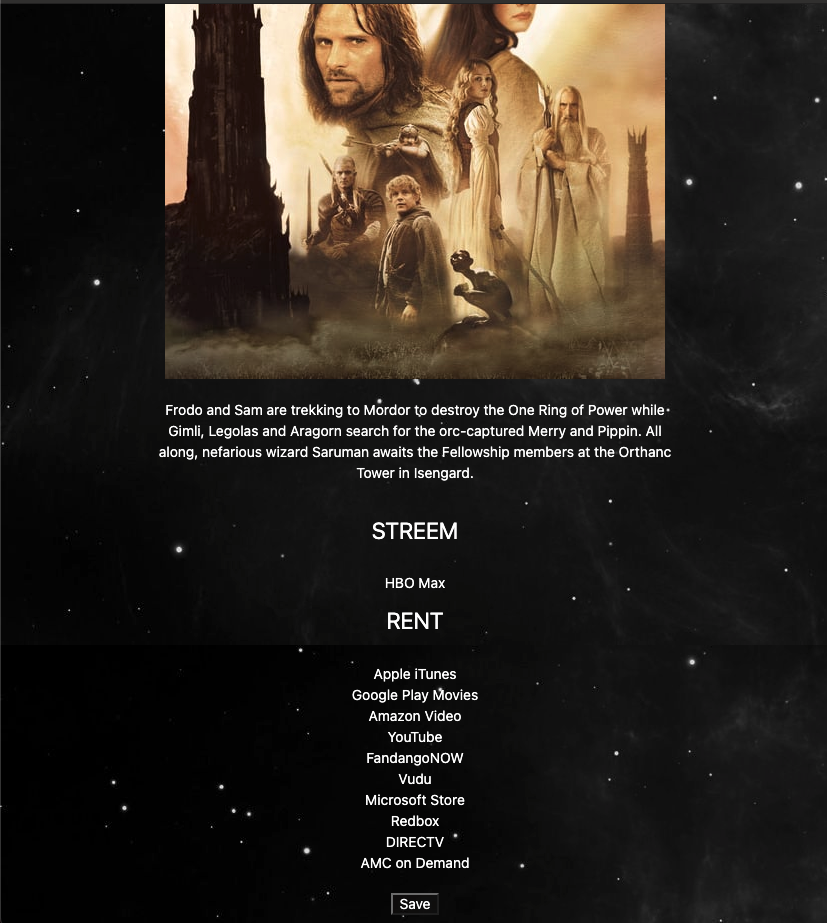 Frodo and Sam are trekking to Mordor to destroy the One Ring of Power while
Gimli, Legolas and Aragorn search for the orc-captured Merry and Pippin. All
along, nefarious wizard Saruman awaits the Fellowship members at the Orthanc
Tower in Isengard.
STREEM
HBO Max
RENT
Apple iTunes
Google Play Movies
Amazon Video
YouTube
FandangoNOW
Vudu
Microsoft Store
Redbox
DIRECTV
AMC on Demand
Save